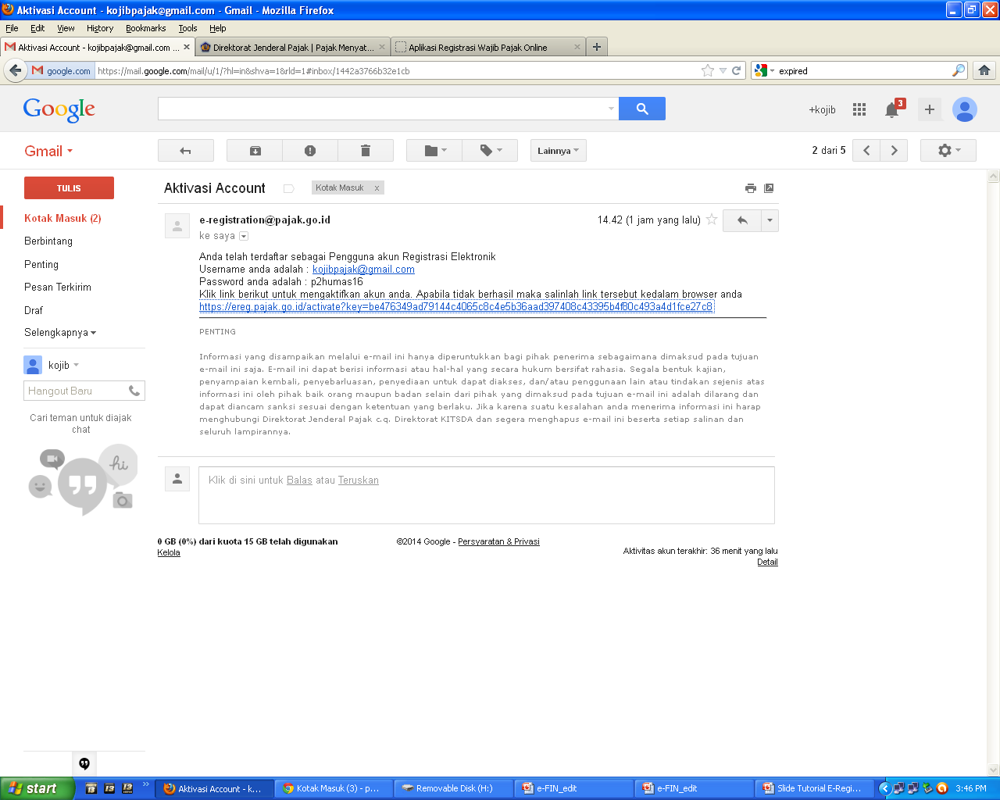 Aktivasi Account - kojibpajak@gmail.com - Gmail - Mozilla Firefox
File Edit View History Bookmarks Tools Help
Aktivasi Account - kojibpajak@gmail.com ... × Direktorat Jenderal Pajak | Pajak Menyat... × Aplikasi Registrasi Wajib Pajak Online × +
google.com https://mail.google.com/mail/u/1/?hl=in&shva=1&rld=1#inbox/1442a3766b32e1cb expired
Google +kojib 3
Gmail Lainnya 2 dari 5
TULIS
Kotak Masuk (2)
Berbintang
Penting
Pesan Terkirim
Draf
Selengkapnya
kojib
Hangout Baru
Cari teman untuk diajak
chat
hi
Aktivasi Account Kotak Masuk x
e-registration@pajak.go.id 14.42 (1 jam yang lalu)
ke saya
Anda telah terdaftar sebagai Pengguna akun Registrasi Elektronik
Username anda adalah : kojibpajak@gmail.com
Password anda adalah : p2humas16
Klik link berikut untuk mengaktifkan akun anda. Apabila tidak berhasil maka salinlah link tersebut kedalam browser anda
https://ereg.pajak.go.id/activate?key=be476349ad79144c4065c8c4e5b36aad397408c43395b4f80c493a4d1fce27c8
PENTING
Informasi yang disampaikan melalui e-mail ini hanya diperuntukkan bagi pihak penerima sebagaimana dimaksud pada tujuan
e-mail ini saja. E-mail ini dapat berisi informasi atau hal-hal yang secara hukum bersifat rahasia. Segala bentuk kajian,
penyampaian kembali, penyebarluasan, penyediaan untuk dapat diakses, dan/atau penggunaan lain atau tindakan sejenis atas
informasi ini oleh pihak baik orang maupun badan selain dari pihak yang dimaksud pada tujuan e-mail ini adalah dilarang dan
dapat diancam sanksi sesuai dengan ketentuan yang berlaku. Jika karena suatu kesalahan anda menerima informasi ini harap
menghubungi Direktorat Jenderal Pajak c.q. Direktorat KITSDA dan segera menghapus e-mail ini beserta setiap salinan dan
seluruh lampirannya.
Klik di sini untuk Balas atau Teruskan
0 GB (0%) dari kuota 15 GB telah digunakan
Kelola
©2014 Google - Persyaratan & Privasi
Aktivitas akun terakhir: 36 menit yang lalu
Detail
start Aktivasi Account - k... Kotak Masuk (3) - p... Removable Disk (H:) e-FIN_edit e-FIN_edit Slide Tutorial E-Regi... 3:46 PM